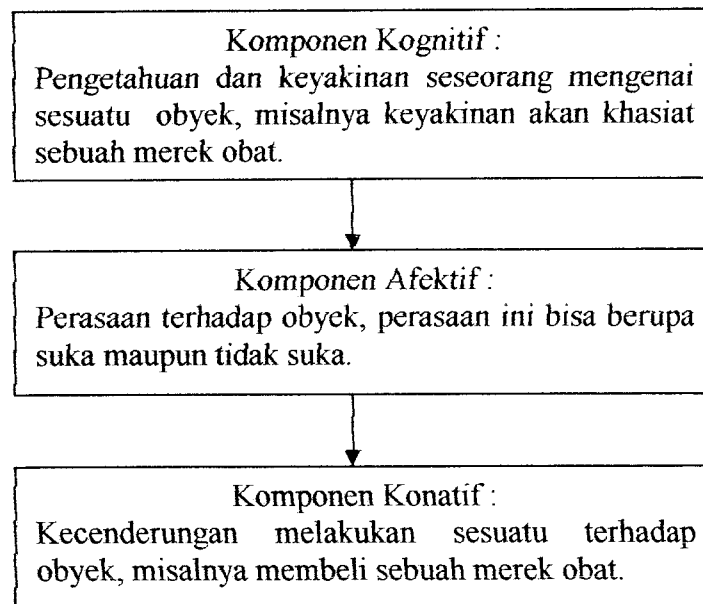 Komponen Kognitif :
Pengetahuan dan keyakinan seseorang mengenai
sesuatu obyek, misalnya keyakinan akan khasiat
sebuah merek obat.
Komponen Afektif :
Perasaan terhadap obyek, perasaan ini bisa berupa
suka maupun tidak suka.
Komponen Konatif :
Kecenderungan melakukan sesuatu terhadap
obyek, misalnya membeli sebuah merek obat.